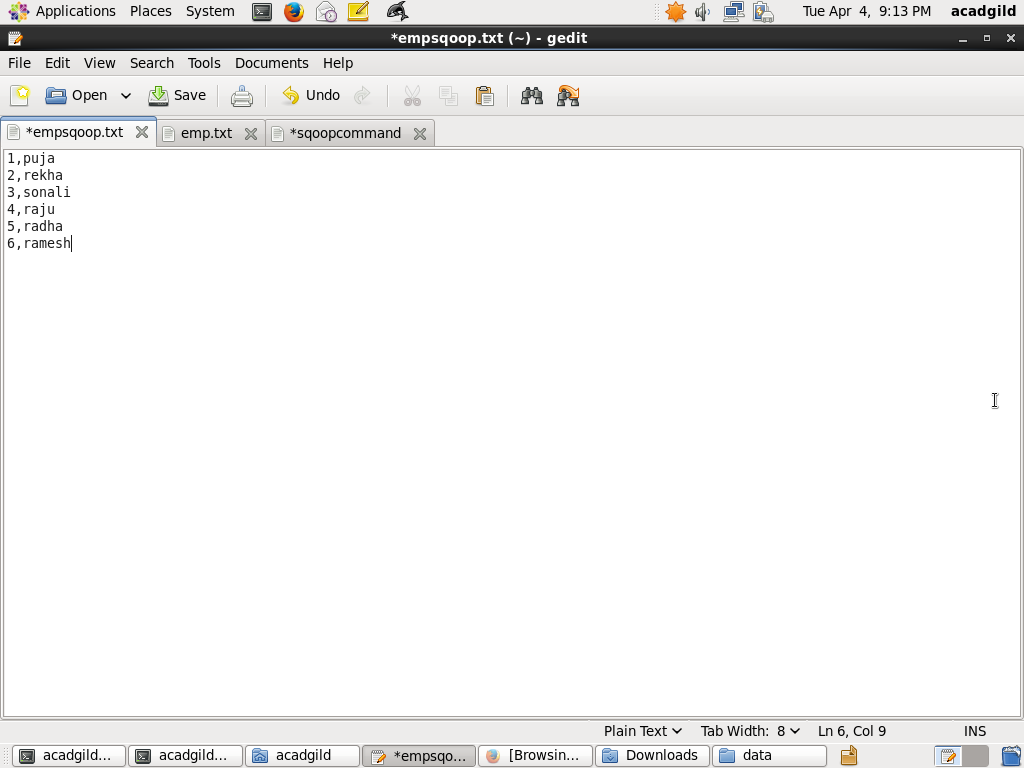 Applications Places System Tue Apr 4, 9:13 PM acadgild
*empsqoop.txt (~) - gedit
File Edit View Search Tools Documents Help
Open Save Undo
*empsqoop.txt emp.txt *sqoopcommand
1,puja
2,rekha
3,sonali
4,raju
5,radha
6,ramesh
Plain Text Tab Width: 8 Ln 6, Col 9 INS
acadgild... acadgild... acadgild *empsqo... [Browsin... Downloads data